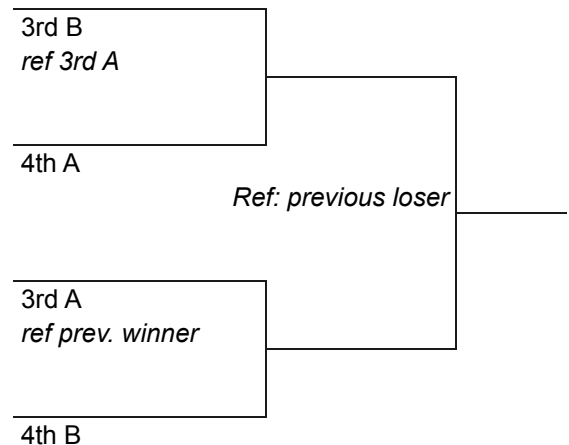 3rd B
ref 3rd A
4th A
Ref: previous loser
3rd A
ref prev. winner
4th B